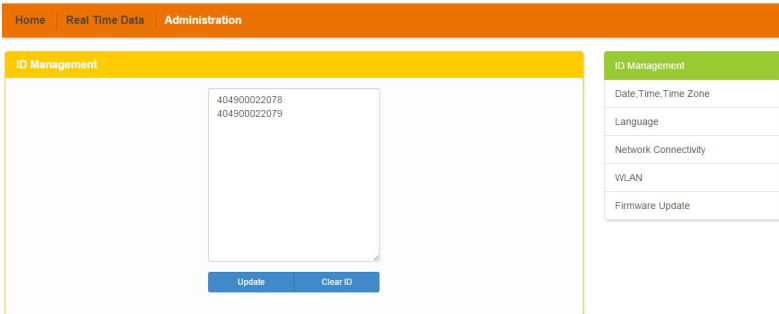 Home Real Time Data Administration
ID Management
404900022078
404900022079
Update Clear ID
ID Management
Date,Time,Time Zone
Language
Network Connectivity
WLAN
Firmware Update